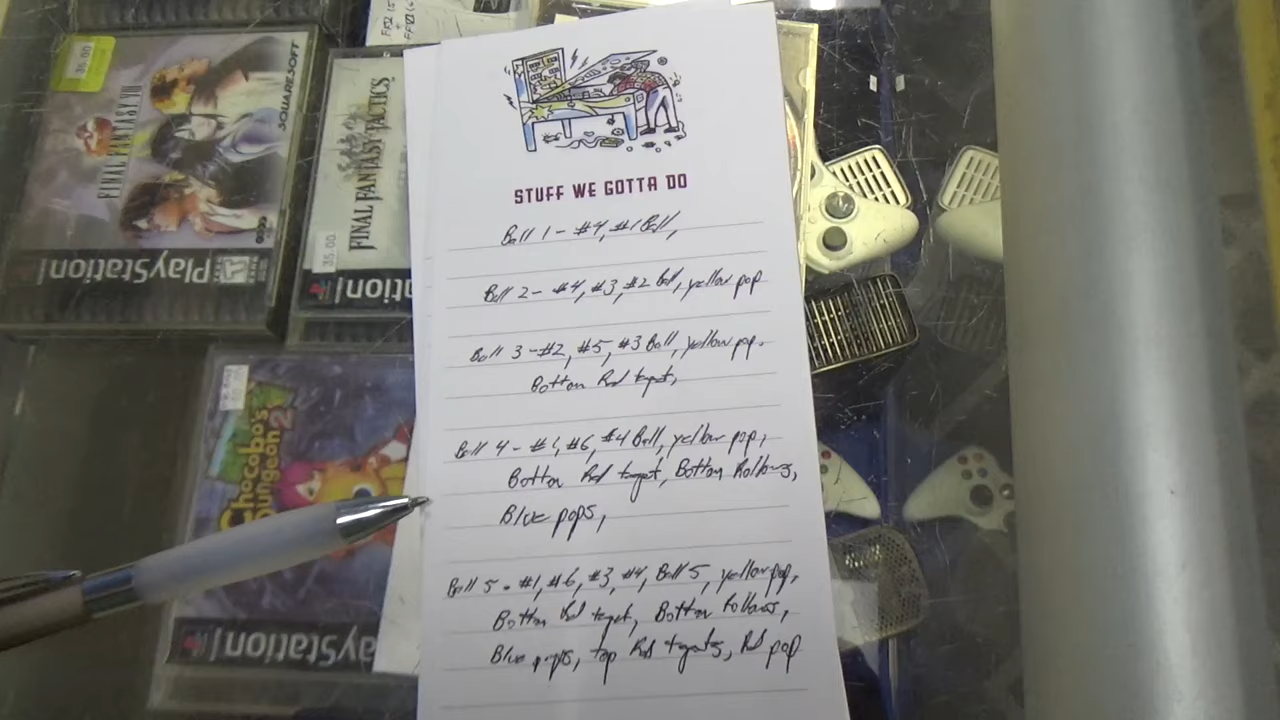 STUFF WE GOTTA DO
Ball 1 - #4, #1 Ball,
Ball 2 - #4, #3, #2 Ball, yellow pop
Ball 3 - #2, #5, #3 Ball, yellow pop.
Bottom Red target,
Ball 4 - #1, #6, #4 Ball, yellow pop,
Bottom Red target, Bottom Rollovers,
Blue pops,
Ball 5 - #1, #6, #3, #4, Ball 5, yellow pop,
Bottom Red target, Bottom Rollovers,
Blue pops, top Red targets, Red pop
35.00
FINAL FANTASY VIII
SQUARESOFT
PlayStation
FINAL FANTASY TACTICS
35.00
Chocobo's
Dungeon 2
PlayStation